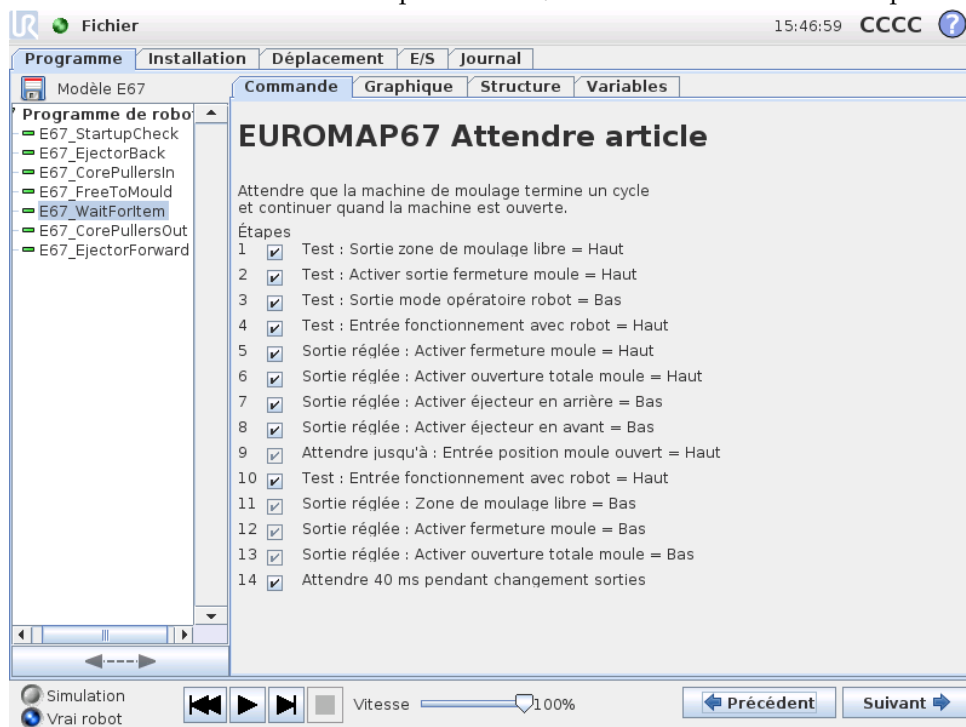 Fichier 15:46:59 CCCC ?
Programme Installation Déplacement E/S Journal
Modèle E67
Commande Graphique Structure Variables
Programme de robo
E67_StartupCheck
E67_EjectorBack
E67_CorePullersIn
E67_FreeToMould
E67_WaitForItem
E67_CorePullersOut
E67_EjectorForward
EUROMAP67 Attendre article
Attendre que la machine de moulage termine un cycle
et continuer quand la machine est ouverte.
Étapes
1 Test : Sortie zone de moulage libre = Haut
2 Test : Activer sortie fermeture moule = Haut
3 Test : Sortie mode opératoire robot = Bas
4 Test : Entrée fonctionnement avec robot = Haut
5 Sortie réglée : Activer fermeture moule = Haut
6 Sortie réglée : Activer ouverture totale moule = Haut
7 Sortie réglée : Activer éjecteur en arrière = Bas
8 Sortie réglée : Activer éjecteur en avant = Bas
9 Attendre jusqu'à : Entrée position moule ouvert = Haut
10 Test : Entrée fonctionnement avec robot = Haut
11 Sortie réglée : Zone de moulage libre = Bas
12 Sortie réglée : Activer fermeture moule = Bas
13 Sortie réglée : Activer ouverture totale moule = Bas
14 Attendre 40 ms pendant changement sorties
Simulation
Vrai robot
Vitesse 100%
Précédent Suivant